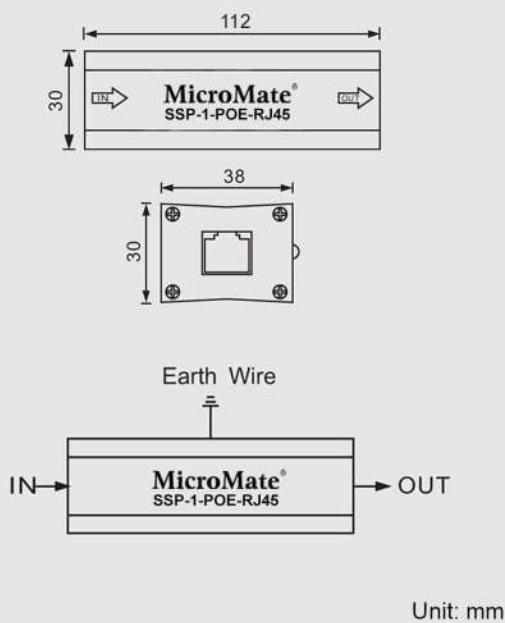 112
30
IN
MicroMate®
OUT
SSP-1-POE-RJ45
38
30
Earth Wire
IN
MicroMate®
OUT
SSP-1-POE-RJ45
Unit: mm